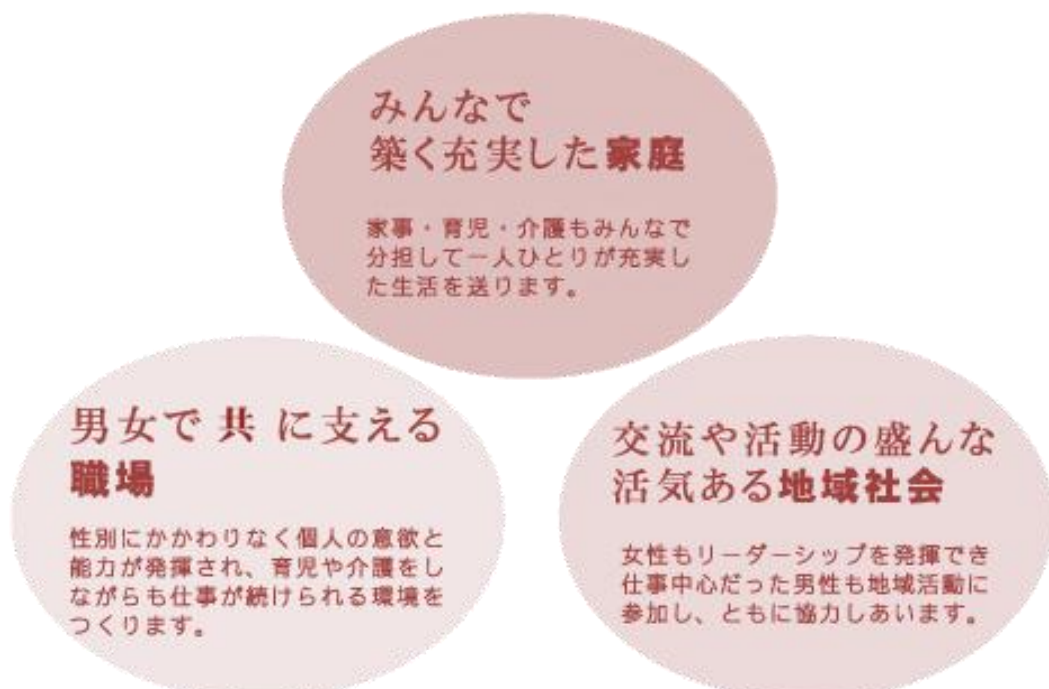 みんなで
築く充実した家庭
家事・育児・介護もみんなで
分担して一人ひとりが充実し
た生活を送ります。
男女で 共 に支える
職場
性別にかかわりなく個人の意欲と
能力が発揮され、育児や介護をし
ながらも仕事が続けられる環境を
つくります。
交流や活動の盛んな
活気ある地域社会
女性もリーダーシップを発揮でき
仕事中心だった男性も地域活動に
参加し、ともに協力しあいます。